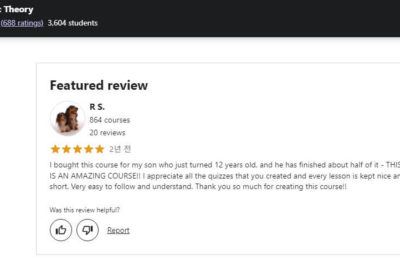 Theory
(688 ratings) 3,604 students
Featured review
R S.
864 courses
20 reviews
2년 전
I bought this course for my son who just turned 12 years old, and he has finished about half of it - THIS
IS AN AMAZING COURSE!! I appreciate all the quizzes that you created and every lesson is kept nice an
short. Very easy to follow and understand. Thank you so much for creating this course!!
Was this review helpful?
Report